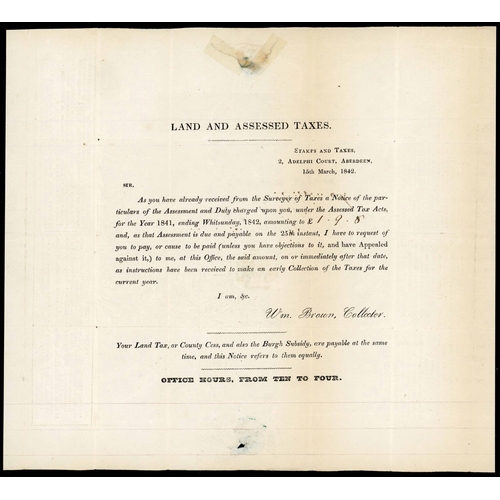 LAND AND ASSESSED TAXES.
STAMPS AND TAXES,
2, ADELPHI COURT, ABERDEEN,
15th March, 1842.
SIR,
As you have already received from the Surveyor of Taxes a Notice of the par-
ticulars of the Assessment and Duty charged upon you, under the Assessed Tax Acts,
for the Year 1841, ending Whitsunday, 1842, amounting to £1.9.8
and, as that Assessment is due and payable on the 25th instant, I have to request of
you to pay, or cause to be paid (unless you have objections to it, and have Appealed
against it,) to me, at this Office, the said amount, on or immediately after that date,
as instructions have been received to make an early Collection of the Taxes for the
current year.
I am, &c.
Wm. Brown, Collector.
Your Land Tax, or County Cess, and also the Burgh Subsidy, are payable at the same
time, and this Notice refers to them equally.
OFFICE HOURS, FROM TEN TO FOUR.